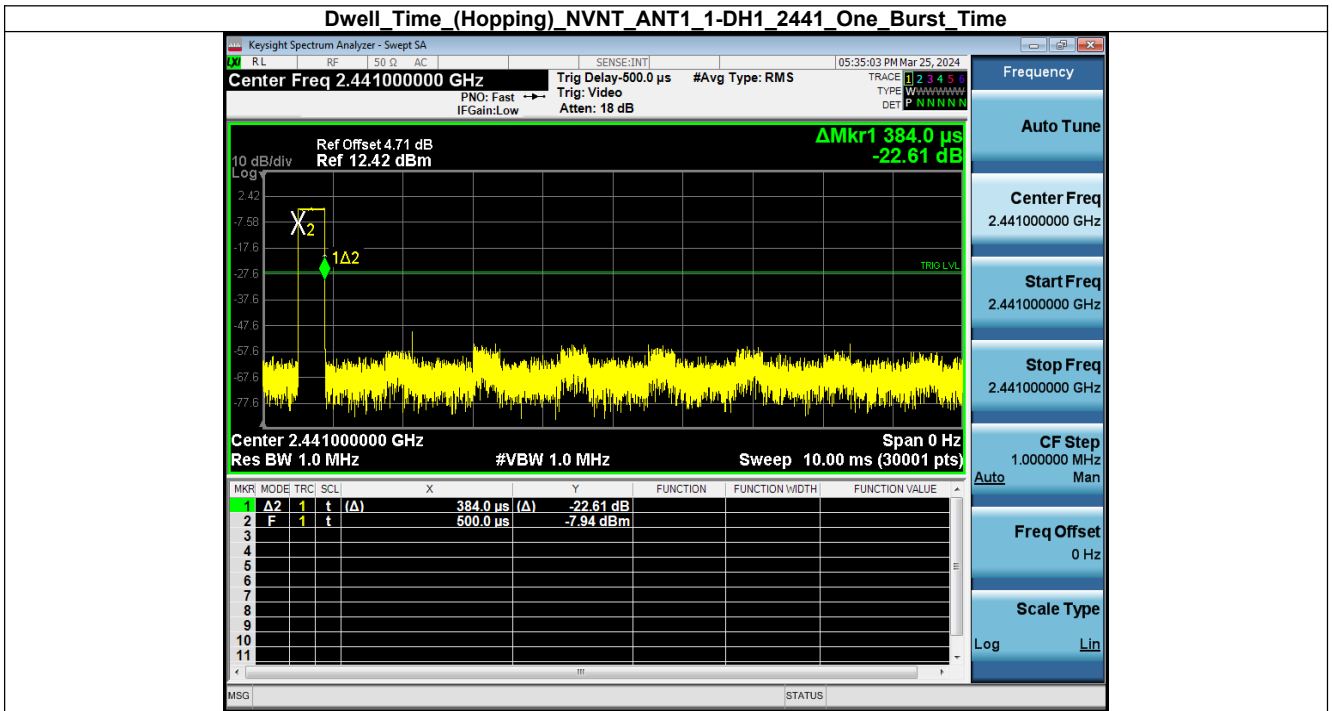 Dwell_Time_(Hopping)_NVNT_ANT1_1-DH1_2441_One_Burst_Time
Keysight Spectrum Analyzer - Swept SA
LXI RL RF 50 Ω AC SENSE:INT 05:35:03 PM Mar 25, 2024
Center Freq 2.441000000 GHz Trig Delay-500.0 µs #Avg Type: RMS TRACE 1 2 3 4 5 6
PNO: Fast Trig: Video TYPE WWWWWW
IFGain:Low Atten: 18 dB DET P N N N N N
ΔMkr1 384.0 µs
-22.61 dB
Ref Offset 4.71 dB
10 dB/div Ref 12.42 dBm
Log
2.42
-7.58
-17.6
-27.6
-37.6
-47.6
-57.6
-67.6
-77.6
X2
1Δ2
TRIG LVL
Center 2.441000000 GHz Span 0 Hz
Res BW 1.0 MHz #VBW 1.0 MHz Sweep 10.00 ms (30001 pts)
MKR MODE TRC SCL X Y FUNCTION FUNCTION WIDTH FUNCTION VALUE
1 Δ2 1 t (Δ) 384.0 µs (Δ) -22.61 dB
2 F 1 t 500.0 µs -7.94 dBm
3
4
5
6
7
8
9
10
11
MSG STATUS
Frequency
Auto Tune
Center Freq
2.441000000 GHz
Start Freq
2.441000000 GHz
Stop Freq
2.441000000 GHz
CF Step
1.000000 MHz
Auto Man
Freq Offset
0 Hz
Scale Type
Log Lin